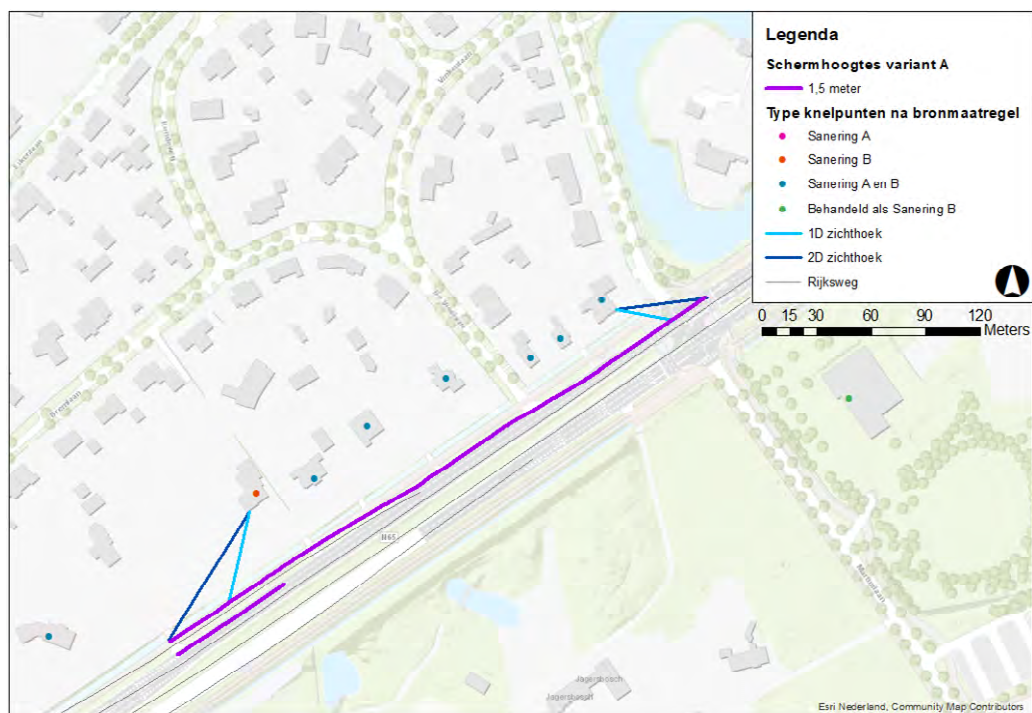 Legenda
Schermhoogtes variant A
1,5 meter
Type knelpunten na bronmaatregel
Sanering A
Sanering B
Sanering A en B
Behandeld als Sanering B
1D zichthoek
2D zichthoek
Rijksweg
0 15 30 60 90 120
Meters
N65
Jagersbosch
Jagersbosch
Esri Nederland, Community Map Contributors